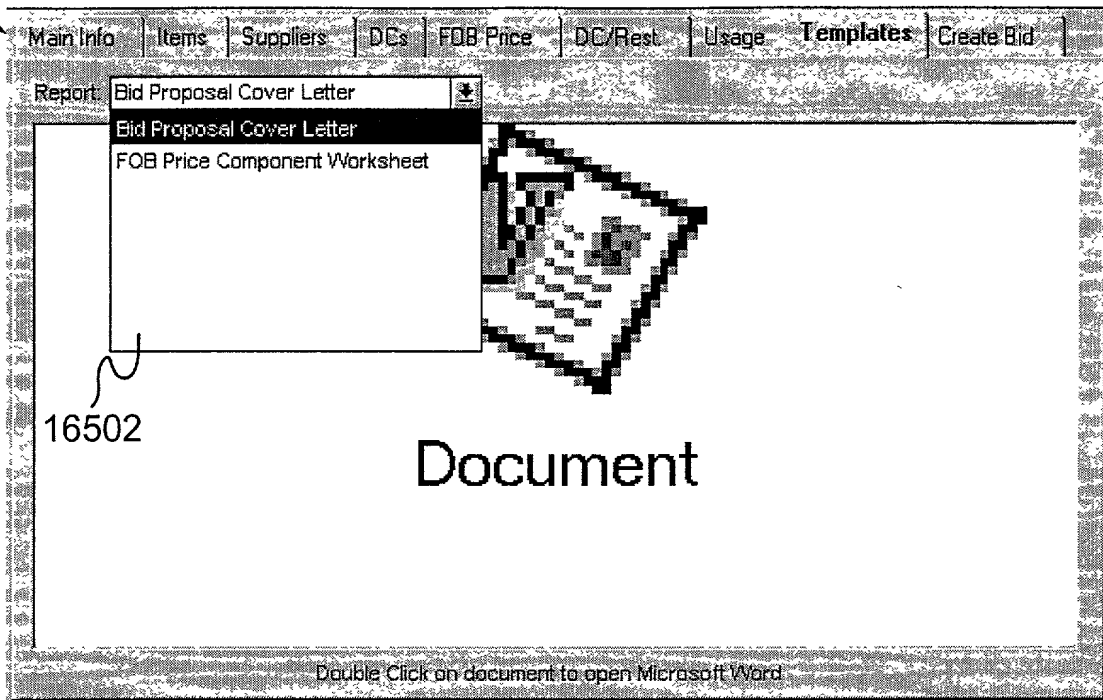 Main Info Items Suppliers DCs FOB Price DC/Rest. Usage Templates Create Bid
Report: Bid Proposal Cover Letter
Bid Proposal Cover Letter
FOB Price Component Worksheet
16502
Document
Double Click on document to open Microsoft Word